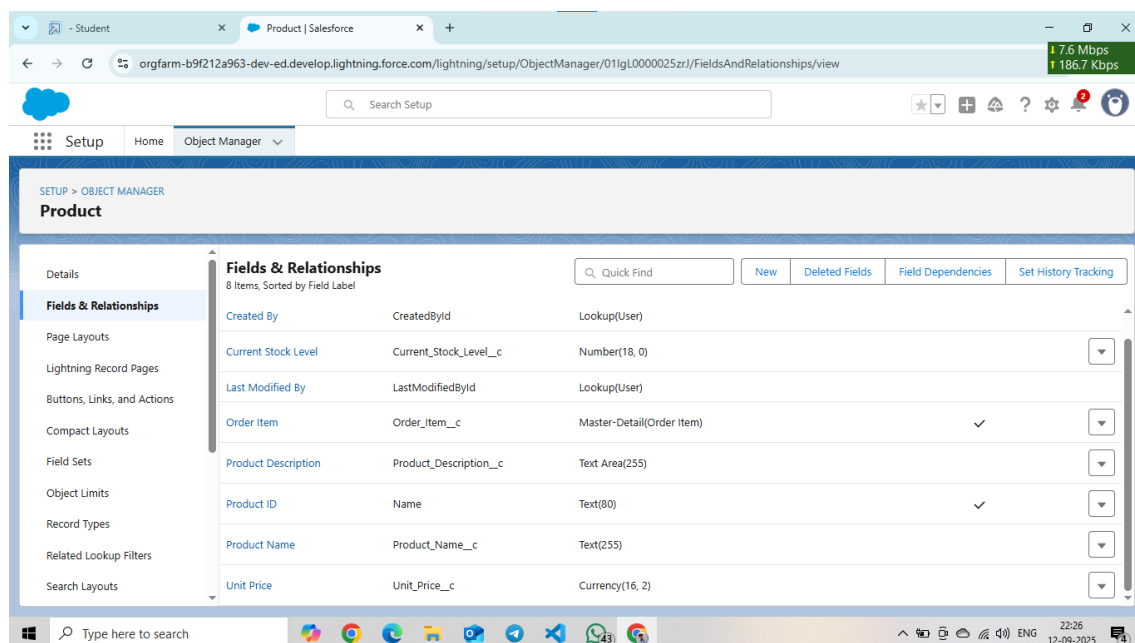 - Student
Product | Salesforce
7.6 Mbps
186.7 Kbps
orgfarm-b9f212a963-dev-ed.develop.lightning.force.com/lightning/setup/ObjectManager/01IgL0000025zrJ/FieldsAndRelationships/view
Search Setup
2
Setup Home Object Manager
SETUP > OBJECT MANAGER
Product
Details
Fields & Relationships
Page Layouts
Lightning Record Pages
Buttons, Links, and Actions
Compact Layouts
Field Sets
Object Limits
Record Types
Related Lookup Filters
Search Layouts
Fields & Relationships
8 Items, Sorted by Field Label
Quick Find
New Deleted Fields Field Dependencies Set History Tracking
Created By CreatedById Lookup(User)
Current Stock Level Current_Stock_Level__c Number(18, 0)
Last Modified By LastModifiedById Lookup(User)
Order Item Order_Item__c Master-Detail(Order Item)
Product Description Product_Description__c Text Area(255)
Product ID Name Text(80)
Product Name Product_Name__c Text(255)
Unit Price Unit_Price__c Currency(16, 2)
Type here to search
43
ENG
22:26
12-09-2025
4